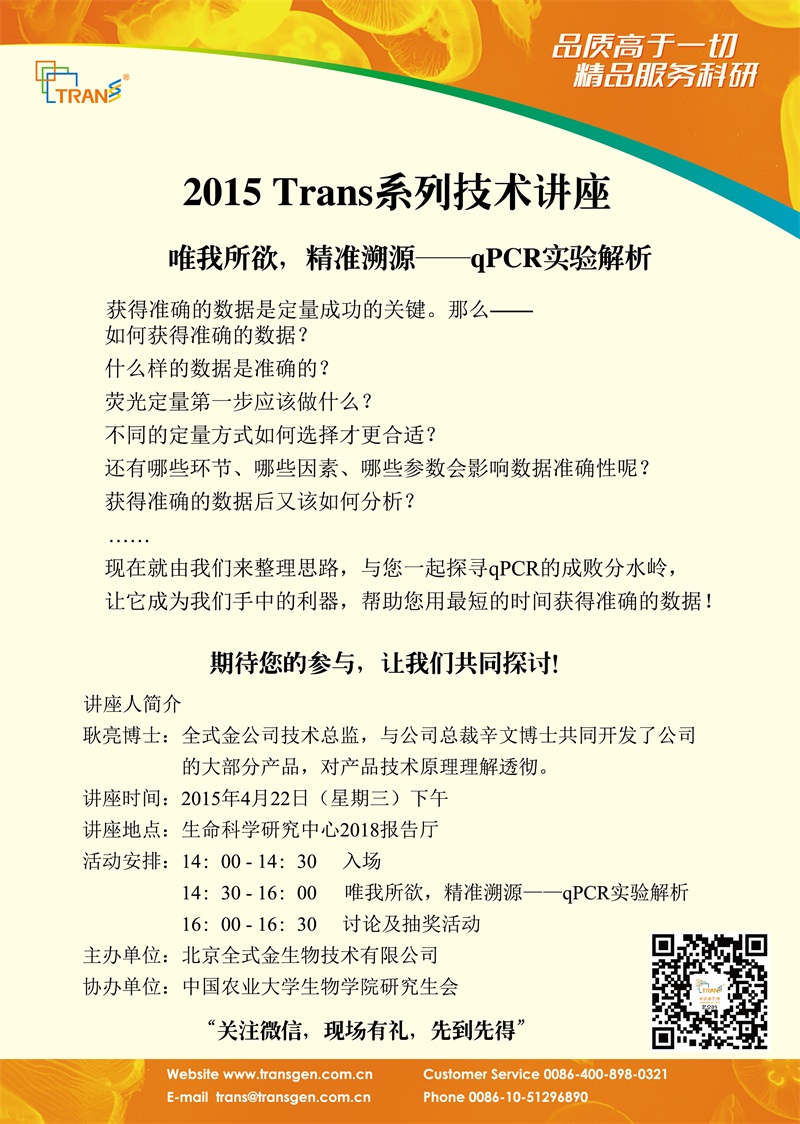 品质高于一切
精品服务科研
TRANS®
2015 Trans系列技术讲座
唯我所欲，精准溯源——qPCR实验解析
获得准确的数据是定量成功的关键。那么——
如何获得准确的数据？
什么样的数据是准确的？
荧光定量第一步应该做什么？
不同的定量方式如何选择才更合适？
还有哪些环节、哪些因素、哪些参数会影响数据准确性呢？
获得准确的数据后又该如何分析？
……
现在就由我们来整理思路，与您一起探寻qPCR的成败分水岭，
让它成为我们手中的利器，帮助您用最短的时间获得准确的数据！
期待您的参与，让我们共同探讨!
讲座人简介
耿亮博士：全式金公司技术总监，与公司总裁辛文博士共同开发了公司
的大部分产品，对产品技术原理理解透彻。
讲座时间：2015年4月22日（星期三）下午
讲座地点：生命科学研究中心2018报告厅
活动安排：14：00 - 14：30 入场
14：30 - 16：00 唯我所欲，精准溯源——qPCR实验解析
16：00 - 16：30 讨论及抽奖活动
主办单位：北京全式金生物技术有限公司
协办单位：中国农业大学生物学院研究生会
“关注微信，现场有礼，先到先得”
TRANS
Website www.transgen.com.cn Customer Service 0086-400-898-0321
E-mail trans@transgen.com.cn Phone 0086-10-51296890